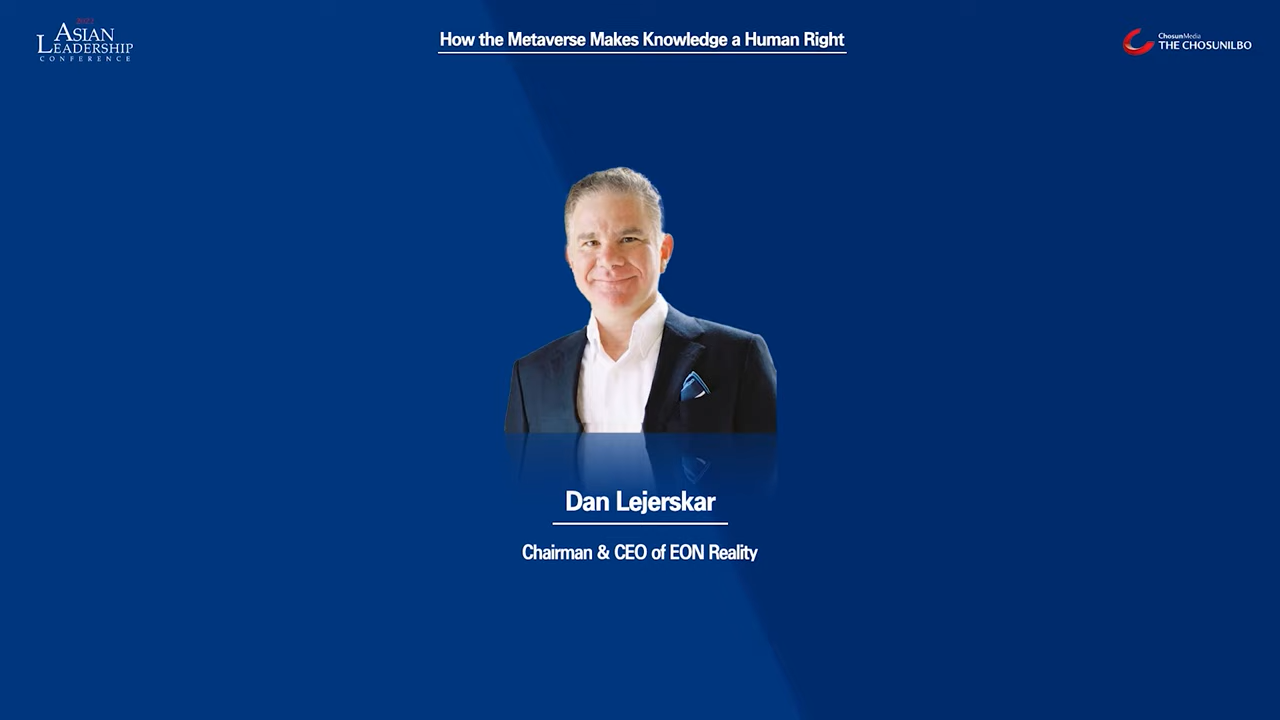 2022
ASIAN
LEADERSHIP
CONFERENCE
How the Metaverse Makes Knowledge a Human Right
ChosunMedia
THE CHOSUNILBO
Dan Lejerskar
Chairman & CEO of EON Reality